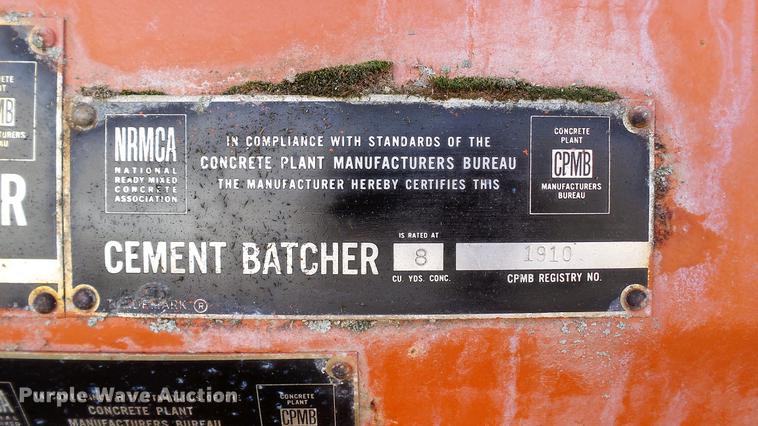 NRMCA
NATIONAL
READY MIXED
CONCRETE
ASSOCIATION
IN COMPLIANCE WITH STANDARDS OF THE
CONCRETE PLANT MANUFACTURERS BUREAU
THE MANUFACTURER HEREBY CERTIFIES THIS
CONCRETE
PLANT
CPMB
MANUFACTURERS
BUREAU
CEMENT BATCHER
IS RATED AT
8
CU. YDS. CONC.
1910
CPMB REGISTRY NO.
TRADEMARK ®
R
CONCRETE
PLANT
MANUFACTURERS BUREAU
CONCRETE
PLANT
CPMB
Purple Wave Auction